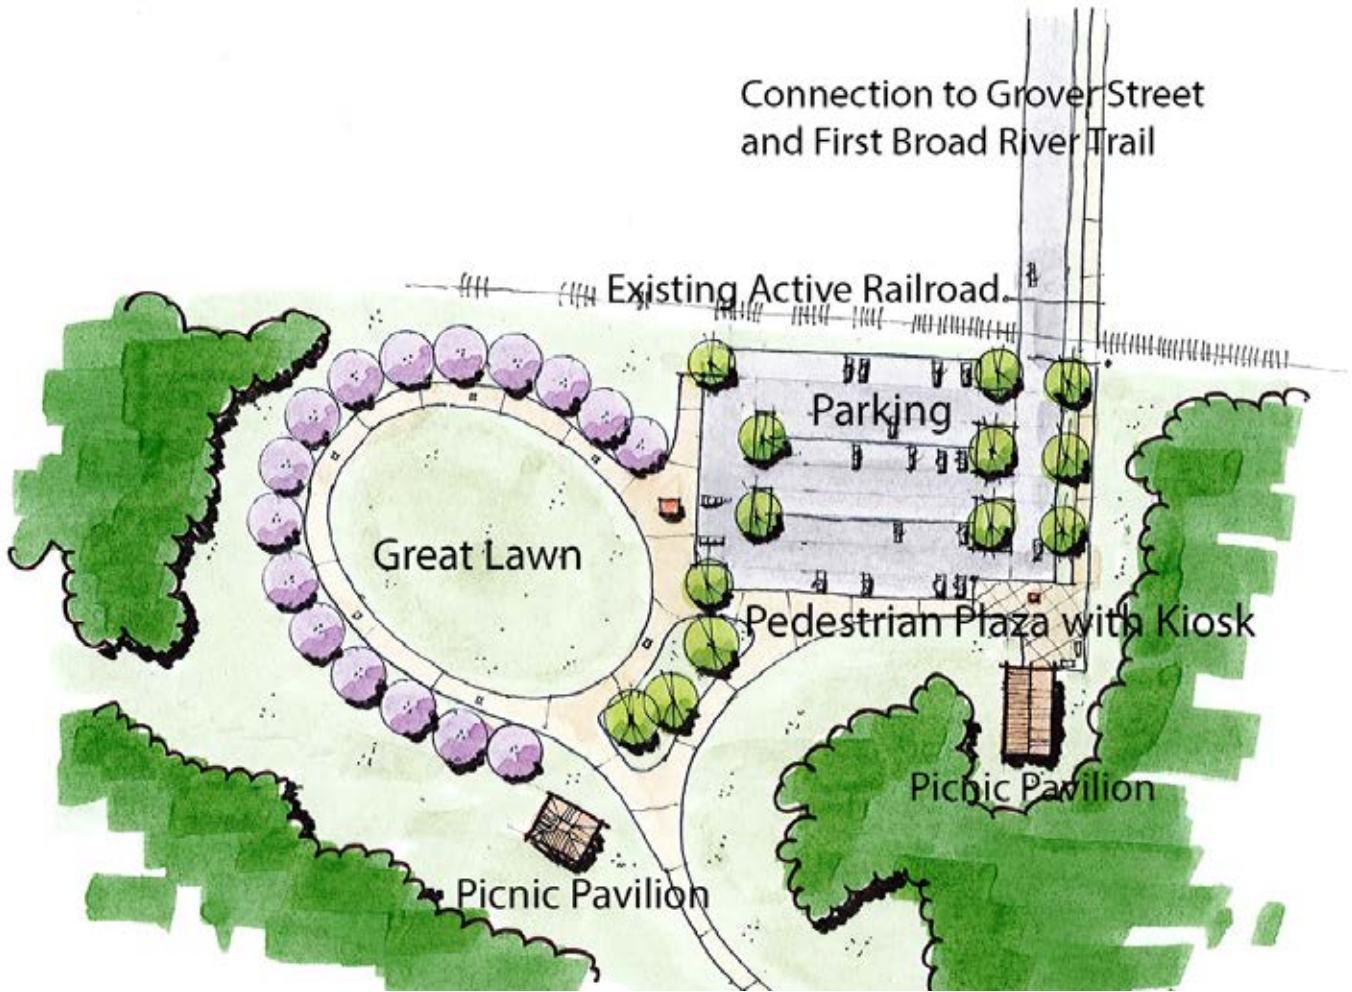 Connection to Grover Street
and First Broad River Trail
Existing Active Railroad
Parking
Great Lawn
Pedestrian Plaza with Kiosk
Picnic Pavilion
Picnic Pavilion